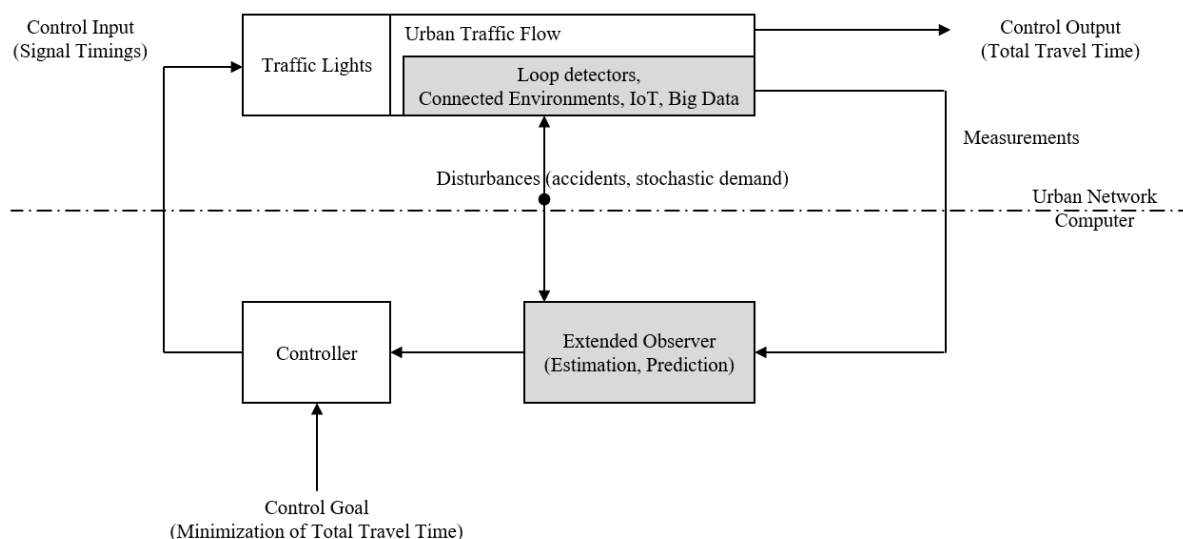 Control Input
(Signal Timings)
Traffic Lights
Urban Traffic Flow
Loop detectors,
Connected Environments, IoT, Big Data
Control Output
(Total Travel Time)
Measurements
Disturbances (accidents, stochastic demand)
Urban Network
Computer
Controller
Extended Observer
(Estimation, Prediction)
Control Goal
(Minimization of Total Travel Time)